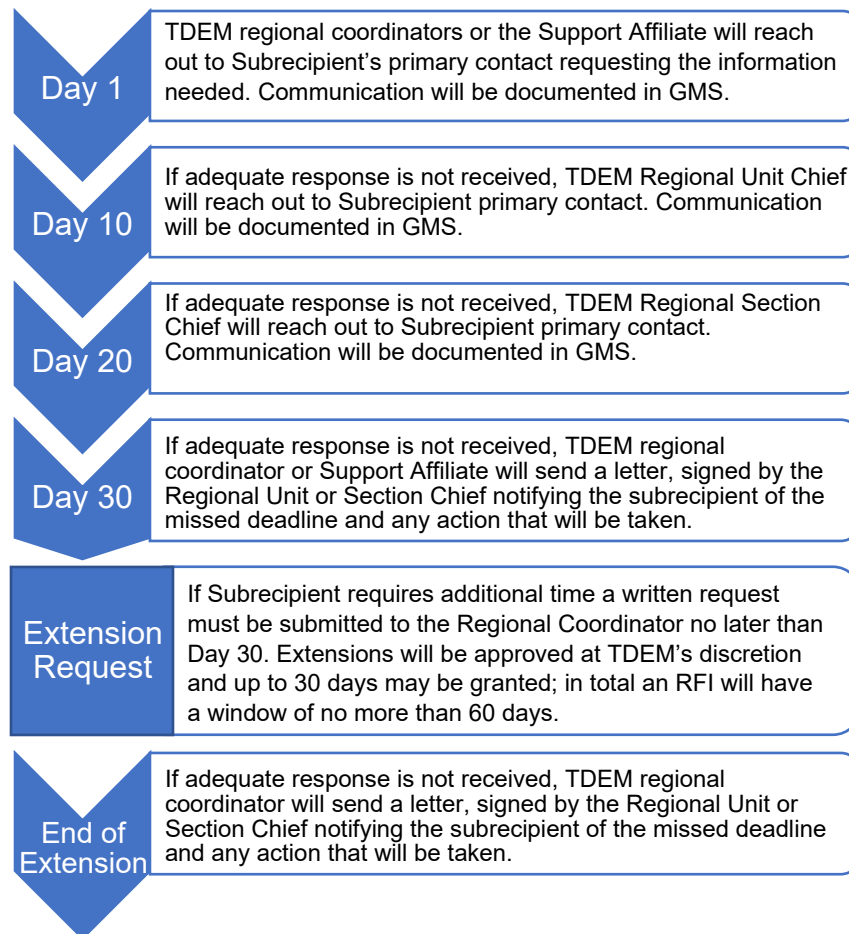 Day 1
TDEM regional coordinators or the Support Affiliate will reach
out to Subrecipient's primary contact requesting the information
needed. Communication will be documented in GMS.
Day 10
If adequate response is not received, TDEM Regional Unit Chief
will reach out to Subrecipient primary contact. Communication
will be documented in GMS.
Day 20
If adequate response is not received, TDEM Regional Section
Chief will reach out to Subrecipient primary contact.
Communication will be documented in GMS.
Day 30
If adequate response is not received, TDEM regional
coordinator or Support Affiliate will send a letter, signed by the
Regional Unit or Section Chief notifying the subrecipient of the
missed deadline and any action that will be taken.
Extension
Request
If Subrecipient requires additional time a written request
must be submitted to the Regional Coordinator no later than
Day 30. Extensions will be approved at TDEM's discretion
and up to 30 days may be granted; in total an RFI will have
a window of no more than 60 days.
End of
Extension
If adequate response is not received, TDEM regional
coordinator will send a letter, signed by the Regional Unit or
Section Chief notifying the subrecipient of the missed deadline
and any action that will be taken.